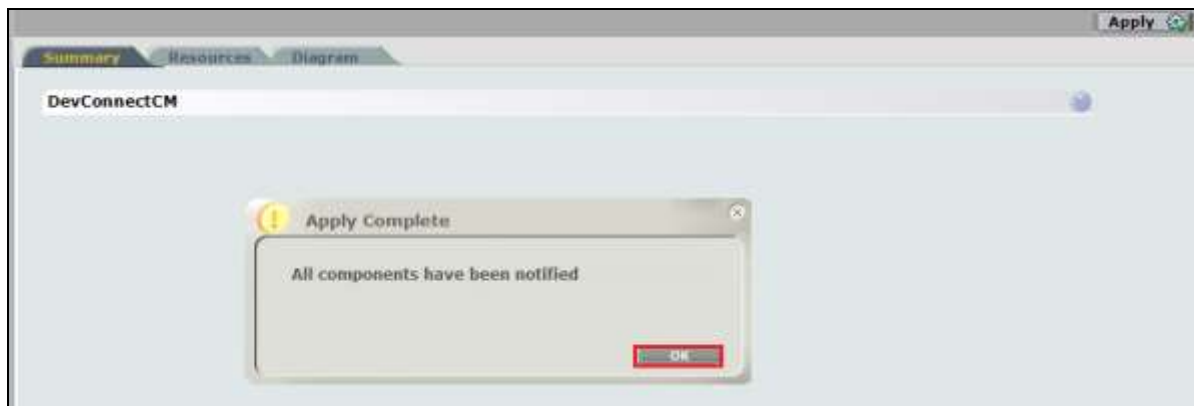 Apply
Summary Resources Diagram
DevConnectCM
Apply Complete
All components have been notified
OK